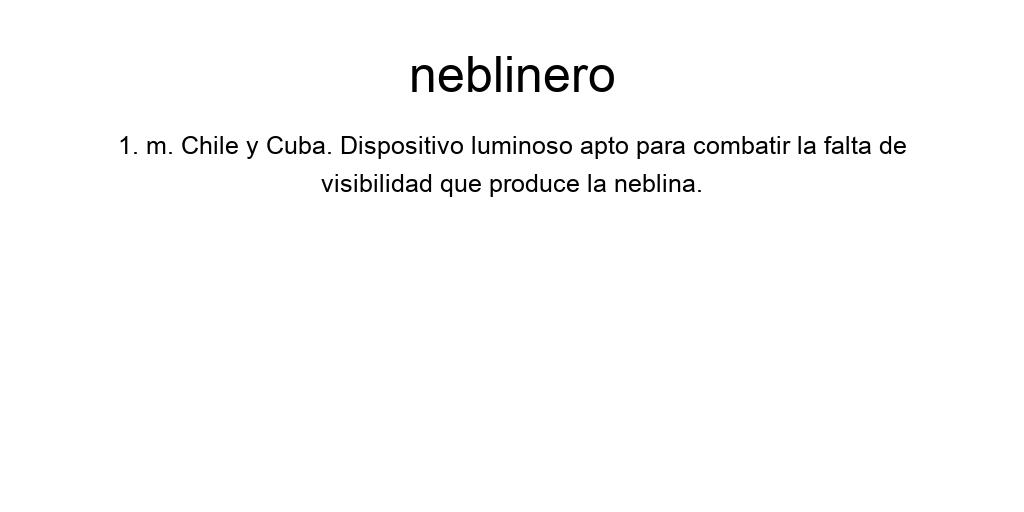 neblinero
1. m. Chile y Cuba. Dispositivo luminoso apto para combatir la falta de
visibilidad que produce la neblina.